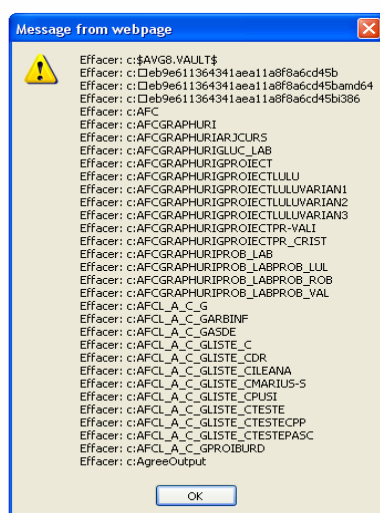 Message from webpage
Effacer: c:$AVG8.VAULT$
Effacer: c:□eb9e611364341aea11a8f8a6cd45b
Effacer: c:□eb9e611364341aea11a8f8a6cd45bamd64
Effacer: c:□eb9e611364341aea11a8f8a6cd45bi386
Effacer: c:AFC
Effacer: c:AFCGRAPHURI
Effacer: c:AFCGRAPHURIARJCURS
Effacer: c:AFCGRAPHURIGLUC_LAB
Effacer: c:AFCGRAPHURIGPROIECT
Effacer: c:AFCGRAPHURIGPROIECTLULU
Effacer: c:AFCGRAPHURIGPROIECTLULUVARIAN1
Effacer: c:AFCGRAPHURIGPROIECTLULUVARIAN2
Effacer: c:AFCGRAPHURIGPROIECTLULUVARIAN3
Effacer: c:AFCGRAPHURIGPROIECTPR-VALI
Effacer: c:AFCGRAPHURIGPROIECTPR_CRIST
Effacer: c:AFCGRAPHURIPROB_LAB
Effacer: c:AFCGRAPHURIPROB_LABPROB_LUL
Effacer: c:AFCGRAPHURIPROB_LABPROB_ROB
Effacer: c:AFCGRAPHURIPROB_LABPROB_VAL
Effacer: c:AFCL_A_C_G
Effacer: c:AFCL_A_C_GARBINF
Effacer: c:AFCL_A_C_GASDE
Effacer: c:AFCL_A_C_GLISTE_C
Effacer: c:AFCL_A_C_GLISTE_CDR
Effacer: c:AFCL_A_C_GLISTE_CILEANA
Effacer: c:AFCL_A_C_GLISTE_CMARIUS-S
Effacer: c:AFCL_A_C_GLISTE_CPUSI
Effacer: c:AFCL_A_C_GLISTE_CTESTE
Effacer: c:AFCL_A_C_GLISTE_CTESTECPP
Effacer: c:AFCL_A_C_GLISTE_CTESTEPASC
Effacer: c:AFCL_A_C_GPROIBURD
Effacer: c:AgreeOutput
OK